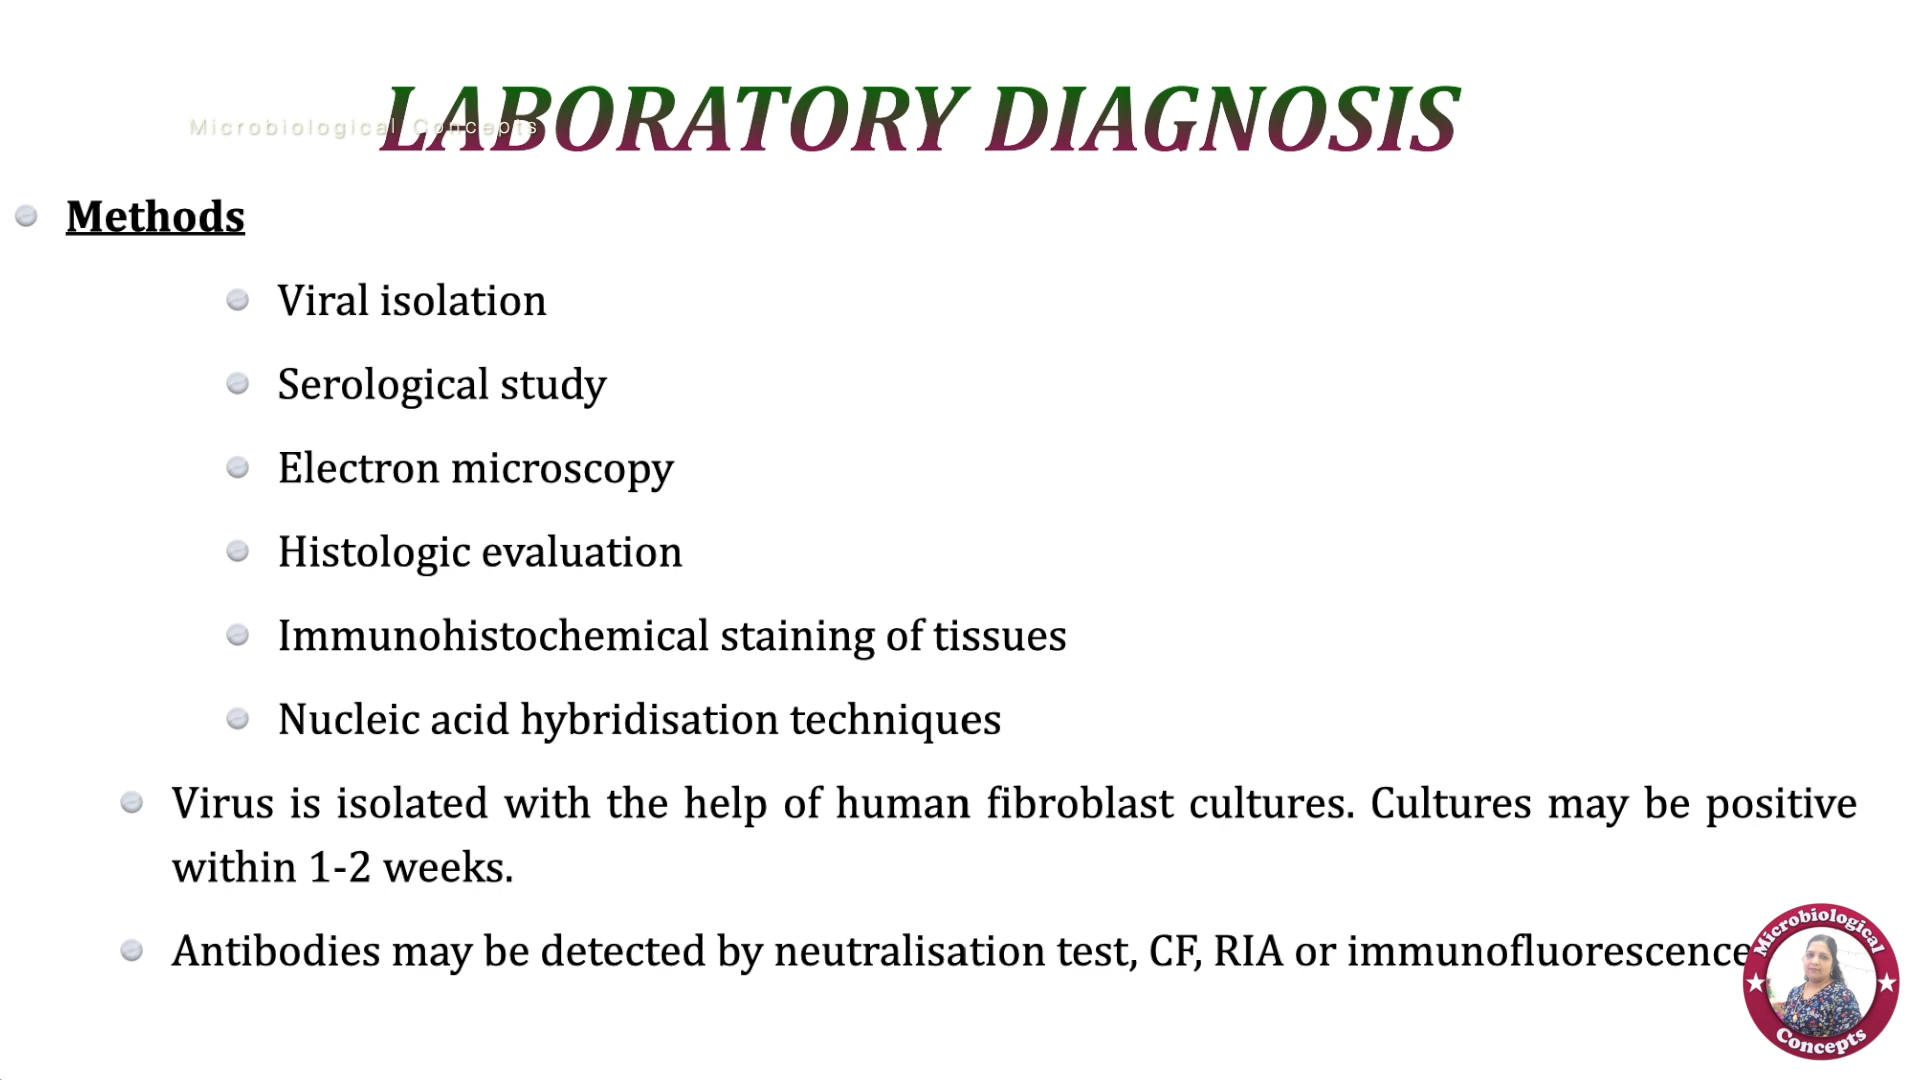 LABORATORY DIAGNOSIS
Microbiological Concepts
Methods
Viral isolation
Serological study
Electron microscopy
Histologic evaluation
Immunohistochemical staining of tissues
Nucleic acid hybridisation techniques
Virus is isolated with the help of human fibroblast cultures. Cultures may be positive
within 1-2 weeks.
Antibodies may be detected by neutralisation test, CF, RIA or immunofluorescence
Microbiological
Concepts